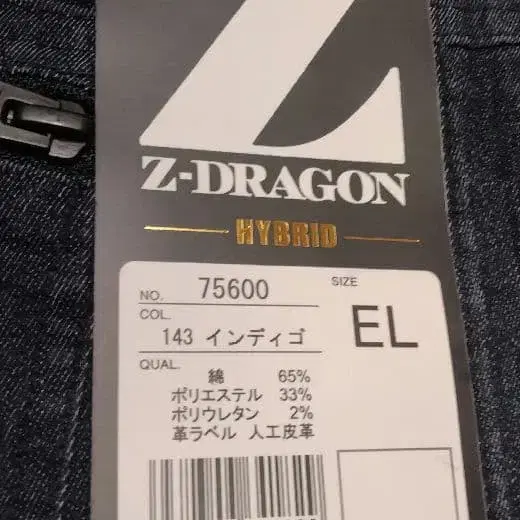 Z
Z-DRAGON
HYBRID
NO. 75600
SIZE
EL
COL.
143 インディゴ
QUAL.
綿 65%
ポリエステル 33%
ポリウレタン 2%
革ラベル 人工皮革